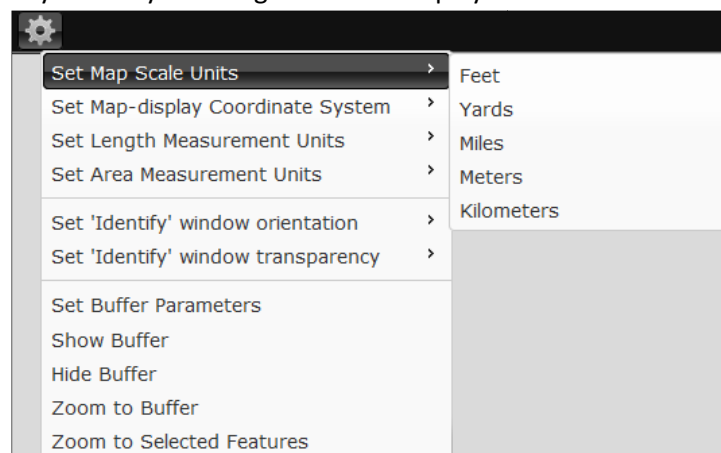 Set Map Scale Units
Set Map-display Coordinate System
Set Length Measurement Units
Set Area Measurement Units
Set 'Identify' window orientation
Set 'Identify' window transparency
Set Buffer Parameters
Show Buffer
Hide Buffer
Zoom to Buffer
Zoom to Selected Features
Feet
Yards
Miles
Meters
Kilometers